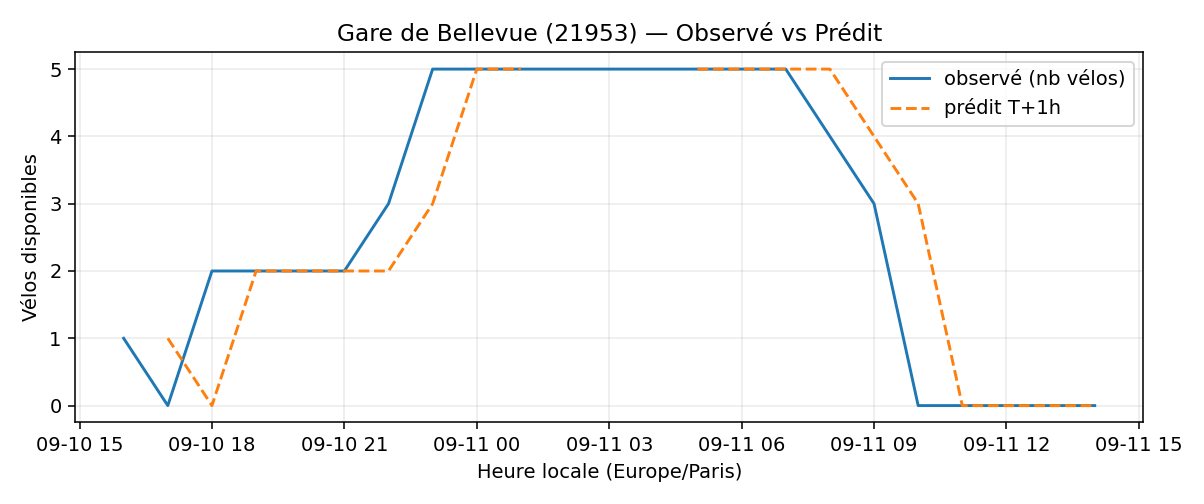 Gare de Bellevue (21953) — Observé vs Prédit
observé (nb vélos)
prédit T+1h
Vélos disponibles
5
4
3
2
1
0
09-10 15 09-10 18 09-10 21 09-11 00 09-11 03 09-11 06 09-11 09 09-11 12 09-11 15
Heure locale (Europe/Paris)